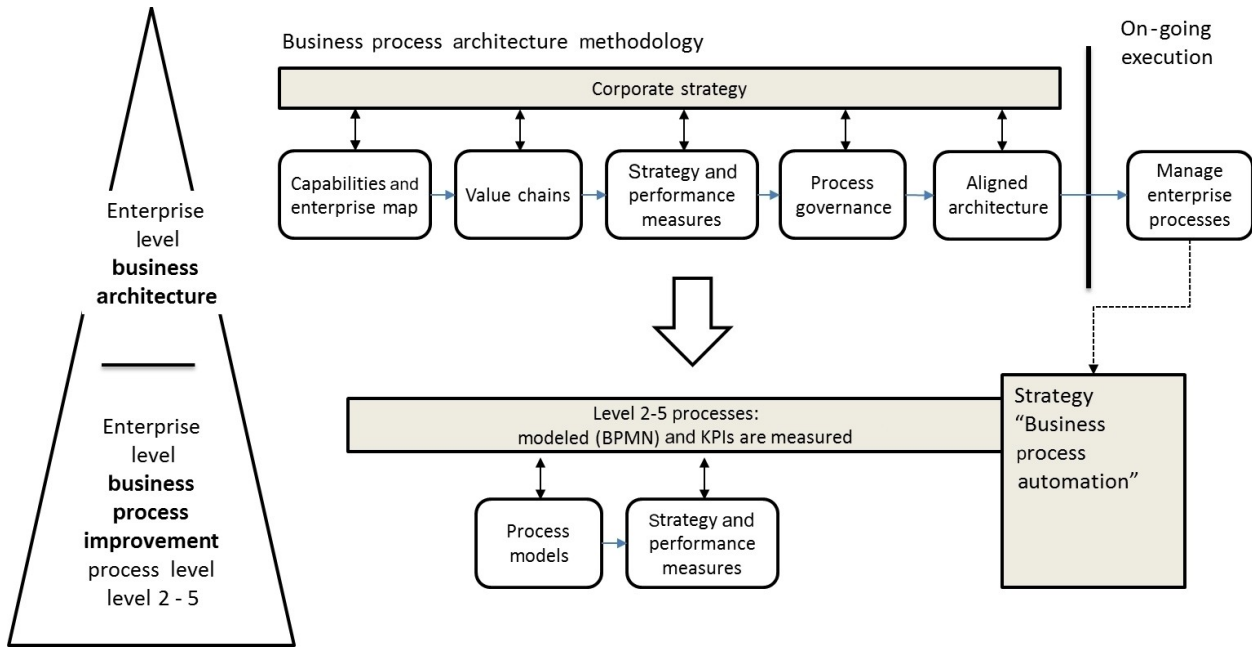 Business process architecture methodology
On-going
execution
Corporate strategy
Capabilities and
enterprise map
Value chains
Strategy and
performance
measures
Process
governance
Aligned
architecture
Manage
enterprise
processes
Enterprise
level
business
architecture
Level 2-5 processes:
modeled (BPMN) and KPIs are measured
Strategy
“Business
process
automation”
Process
models
Strategy and
performance
measures
Enterprise
level
business
process
improvement
process level
level 2 - 5